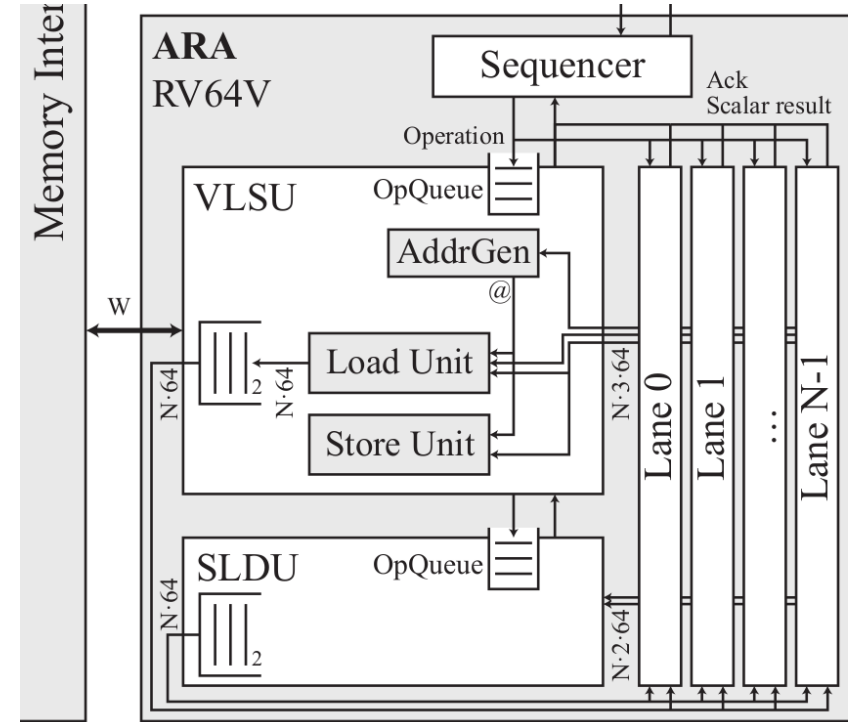 Memory Inter
ARA
RV64V
Sequencer
Ack
Scalar result
Operation
VLSU
OpQueue
AddrGen
@
W
Load Unit
2
N·64
N·64
Store Unit
N·3·64
Lane 0
Lane 1
...
Lane N-1
SLDU
OpQueue
N·64
2
N·2·64